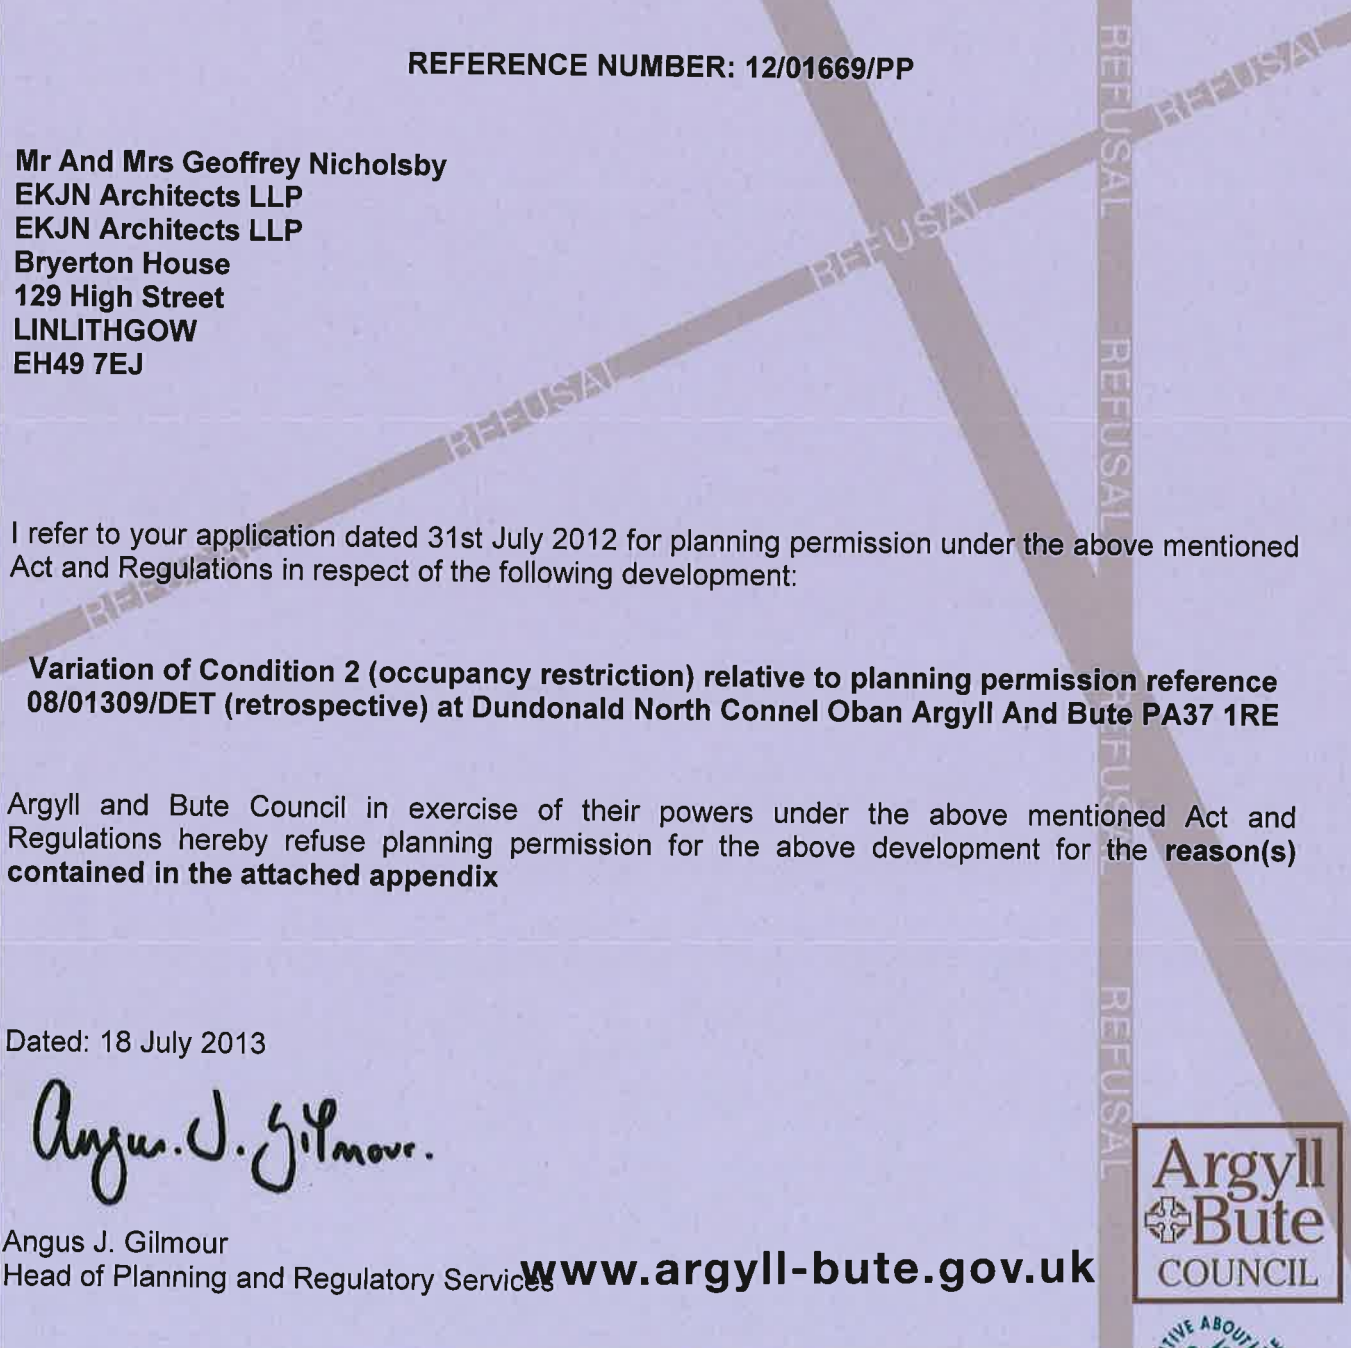 REFERENCE NUMBER: 12/01669/PP
Mr And Mrs Geoffrey Nicholsby
EKJN Architects LLP
EKJN Architects LLP
Bryerton House
129 High Street
LINLITHGOW
EH49 7EJ
I refer to your application dated 31st July 2012 for planning permission under the above mentioned
Act and Regulations in respect of the following development:
Variation of Condition 2 (occupancy restriction) relative to planning permission reference
08/01309/DET (retrospective) at Dundonald North Connel Oban Argyll And Bute PA37 1RE
Argyll and Bute Council in exercise of their powers under the above mentioned Act and
Regulations hereby refuse planning permission for the above development for the reason(s)
contained in the attached appendix
Dated: 18 July 2013
Angus. J. Gilmour.
Angus J. Gilmour
Head of Planning and Regulatory Services
www.argyll-bute.gov.uk
Argyll
Bute
COUNCIL
REFUSAL
REFUSAL
REFUSAL
REFUSAL
REFUSAL
REFUSAL
REFUSAL
REFUSAL